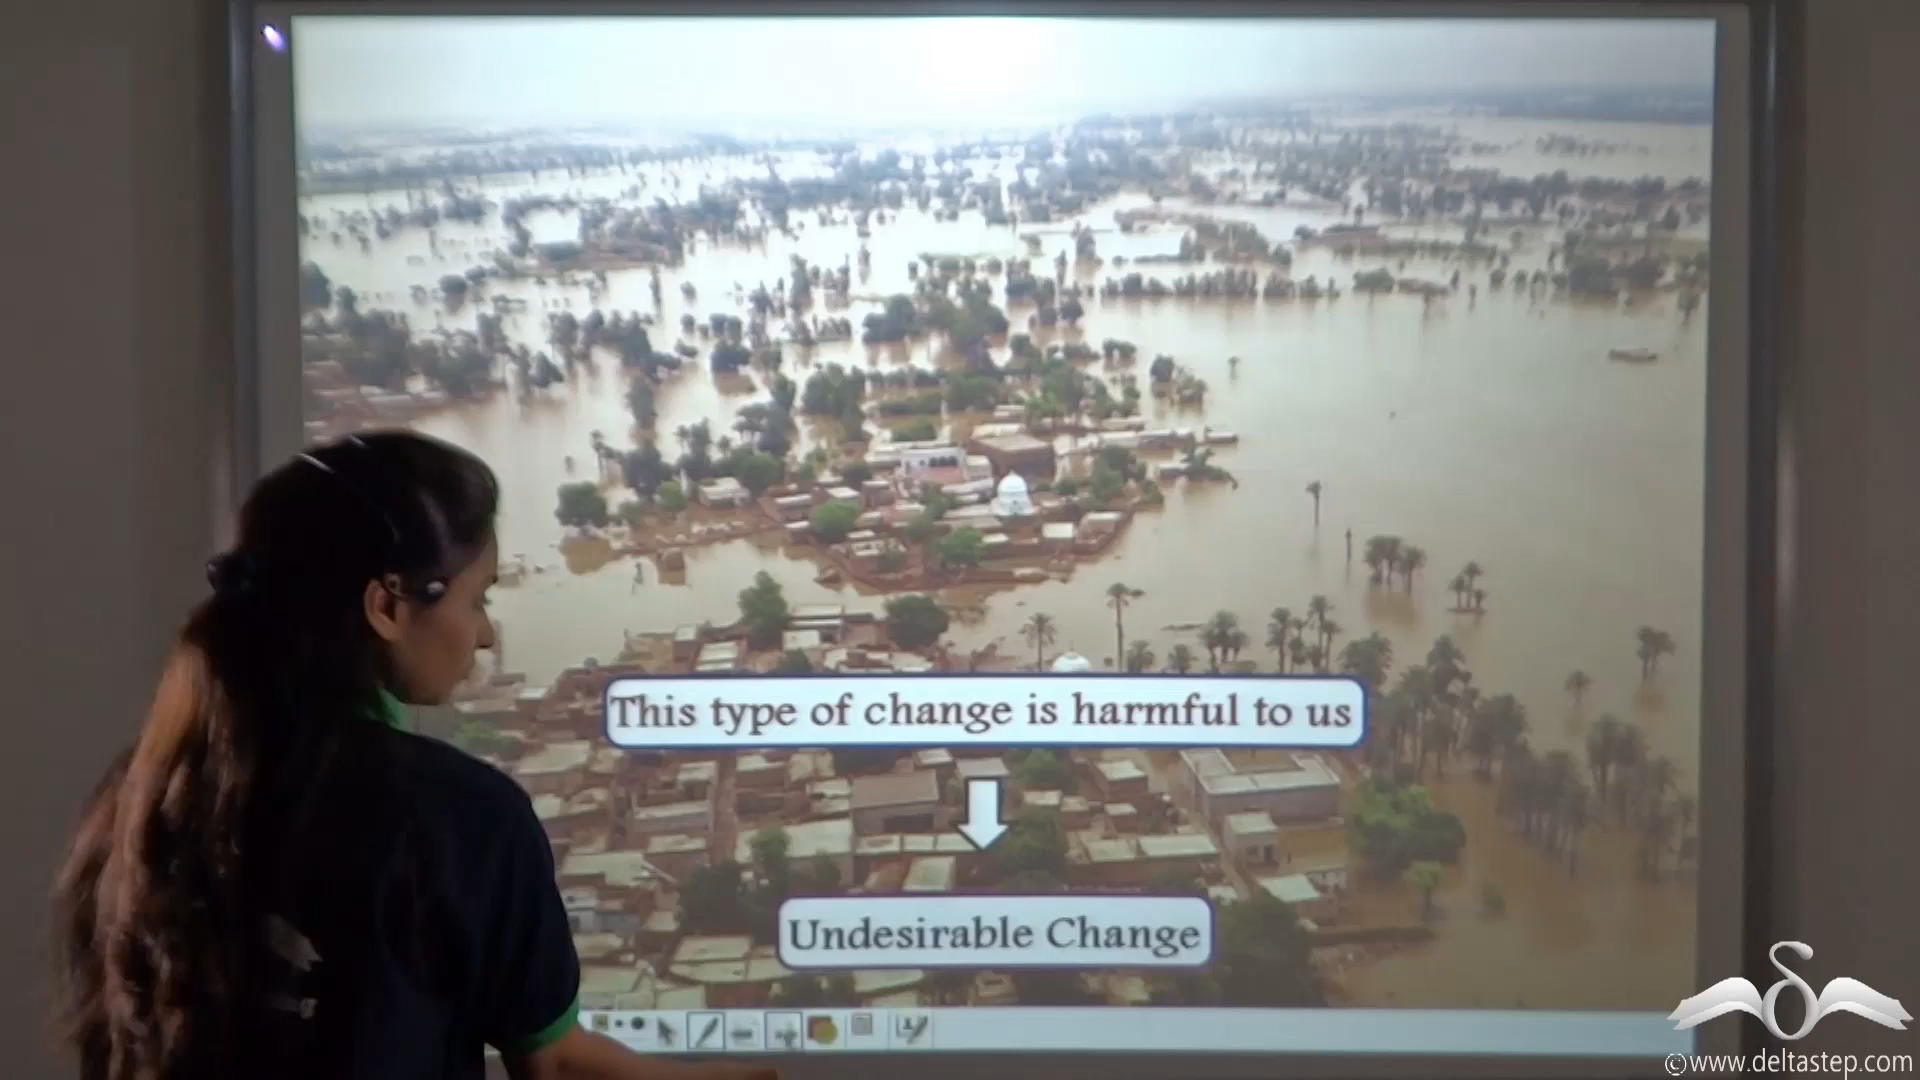 This type of change is harmful to us
Undesirable Change
©www.deltastep.com